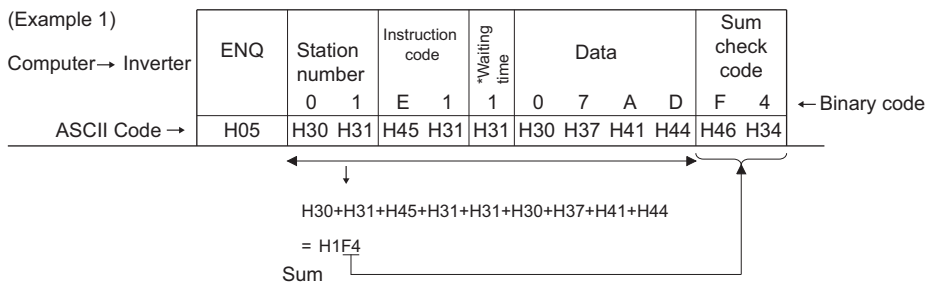 (Example 1)
Computer→ Inverter
ENQ
Station
number
Instruction
code
*Waiting
time
Data
Sum
check
code
0 1 E 1 1 0 7 A D F 4 ←Binary code
ASCII Code → H05 H30 H31 H45 H31 H31 H30 H37 H41 H44 H46 H34
H30+H31+H45+H31+H31+H30+H37+H41+H44
= H1F4
Sum